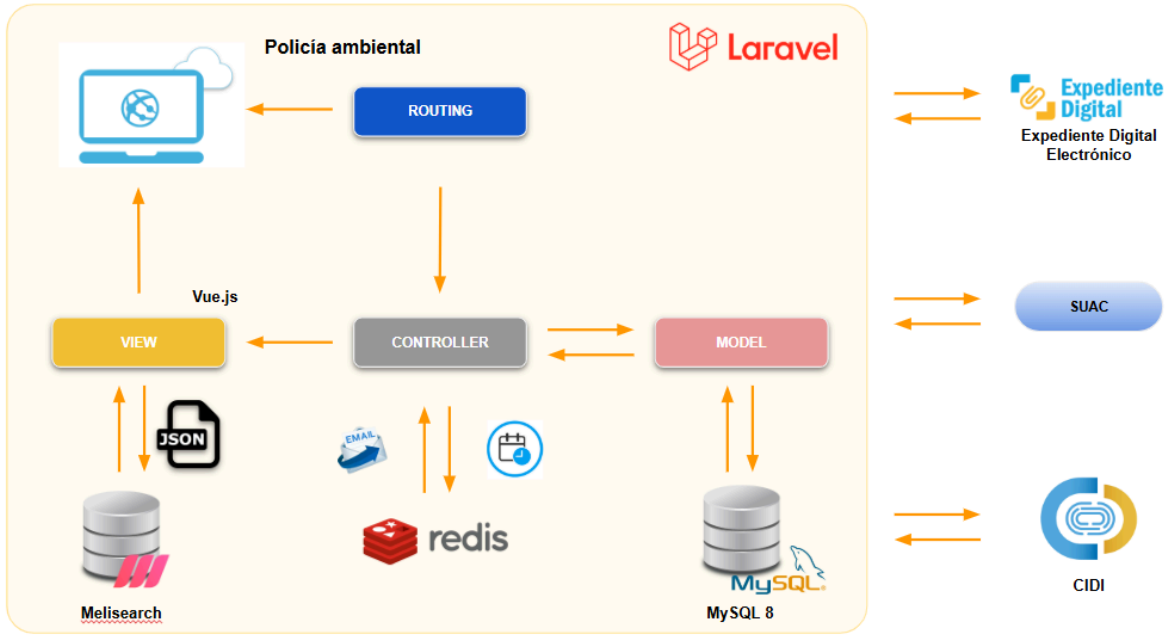 Policía ambiental
Laravel
ROUTING
Expediente
Digital
Expediente Digital
Electrónico
Vue.js
VIEW
CONTROLLER
MODEL
SUAC
JSON
EMAIL
redis
MySQL
Melisearch
MySQL 8
CIDI